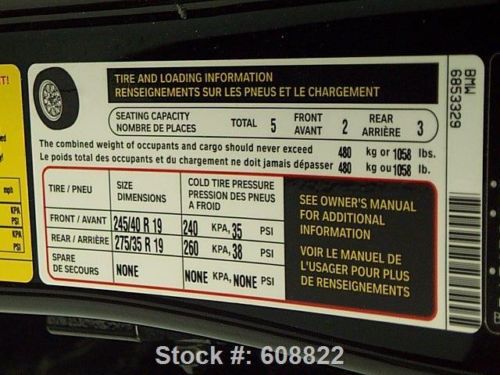 TIRE AND LOADING INFORMATION
RENSEIGNEMENTS SUR LES PNEUS ET LE CHARGEMENT
SEATING CAPACITY
NOMBRE DE PLACES
TOTAL 5
FRONT
AVANT 2
REAR
ARRIÈRE 3
The combined weight of occupants and cargo should never exceed 480 kg or 1058 lbs.
Le poids total des occupants et du chargement ne doit jamais dépasser 480 kg ou 1058 lb.
TIRE / PNEU
SIZE
DIMENSIONS
COLD TIRE PRESSURE
PRESSION DES PNEUS
A FROID
FRONT / AVANT 245/40 R 19 240 KPA, 35 PSI
REAR / ARRIÈRE 275/35 R 19 260 KPA, 38 PSI
SPARE
DE SECOURS NONE NONE KPA, NONE PSI
SEE OWNER'S MANUAL
FOR ADDITIONAL
INFORMATION
VOIR LE MANUEL DE
L'USAGER POUR PLUS
DE RENSEIGNEMENTS
BMW 68533229
mph
KPA
PSI
KPA
PSI
Stock #: 608822